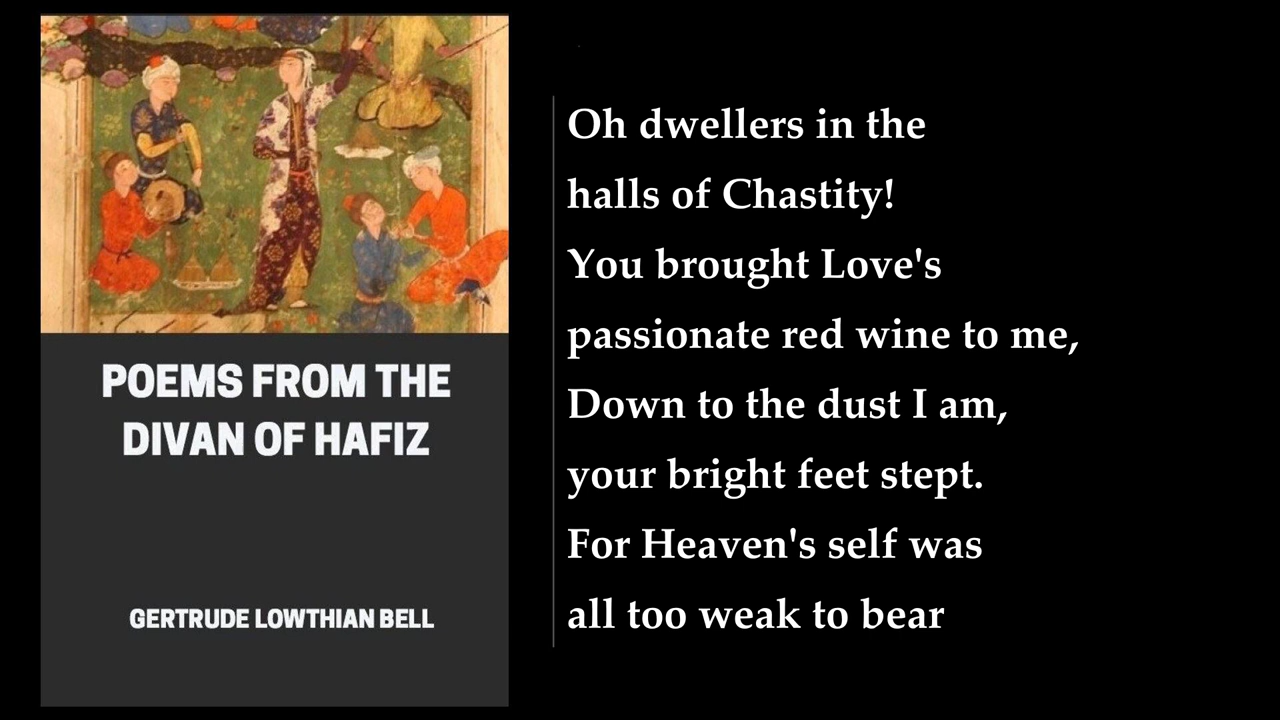 POEMS FROM THE
DIVAN OF HAFIZ
GERTRUDE LOWTHIAN BELL
Oh dwellers in the
halls of Chastity!
You brought Love's
passionate red wine to me,
Down to the dust I am,
your bright feet stept.
For Heaven's self was
all too weak to bear